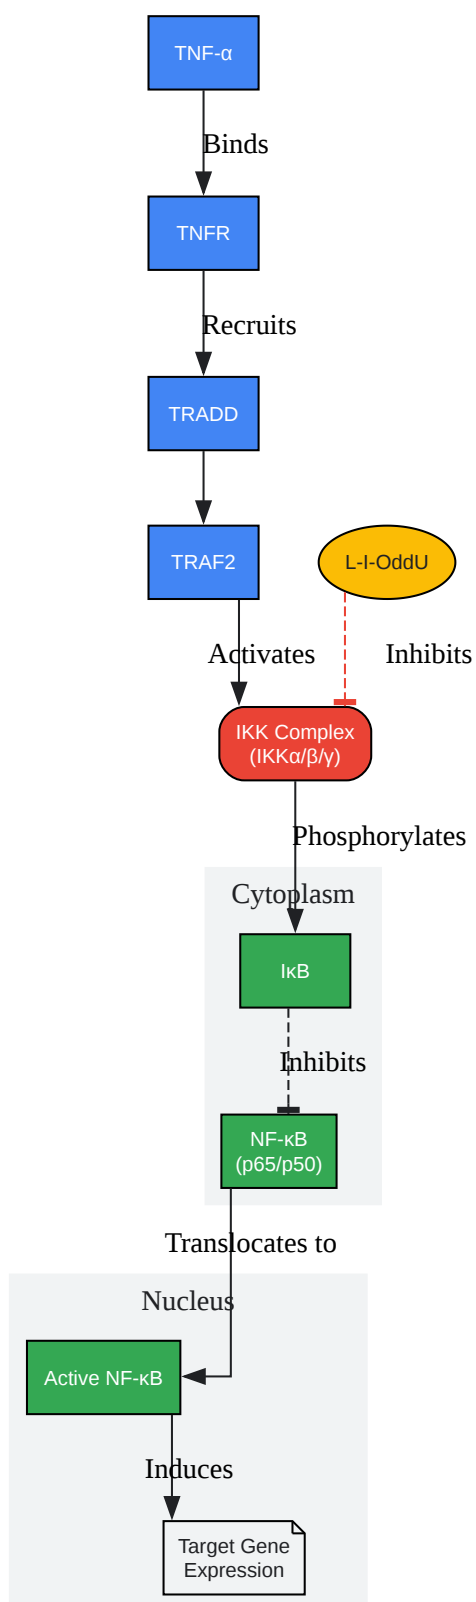 TNF-α
Binds
TNFR
Recruits
TRADD
TRAF2
L-I-OddU
Activates
Inhibits
IKK Complex
(IKKα/β/γ)
Phosphorylates
Cytoplasm
IκB
Inhibits
NF-κB
(p65/p50)
Translocates to
Nucleus
Active NF-κB
Induces
Target Gene
Expression